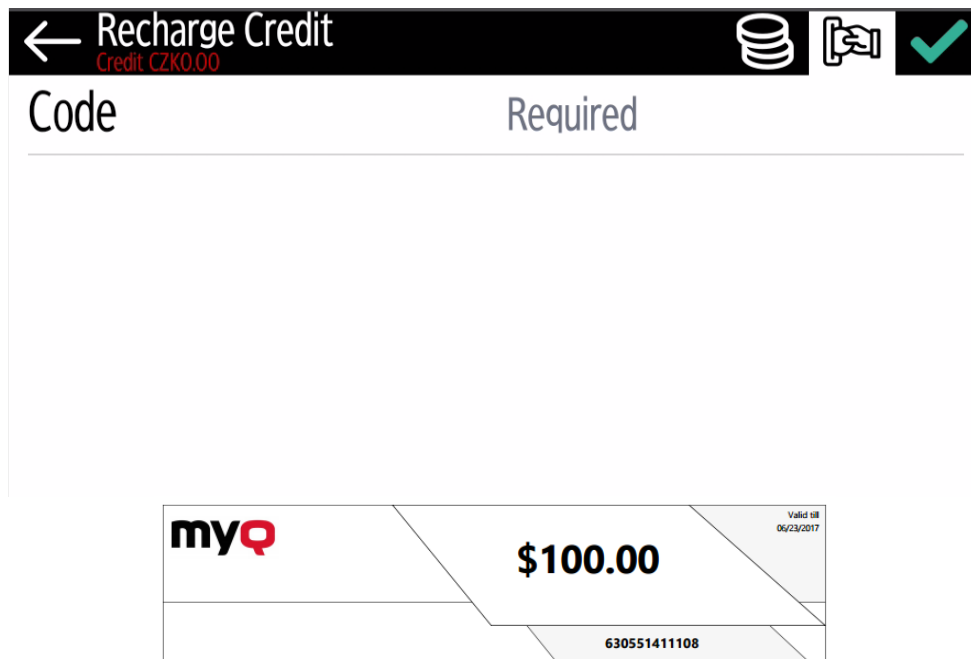 Recharge Credit
Credit CZK0.00
Code Required
myQ
$100.00
Valid till
06/23/2017
630551411108